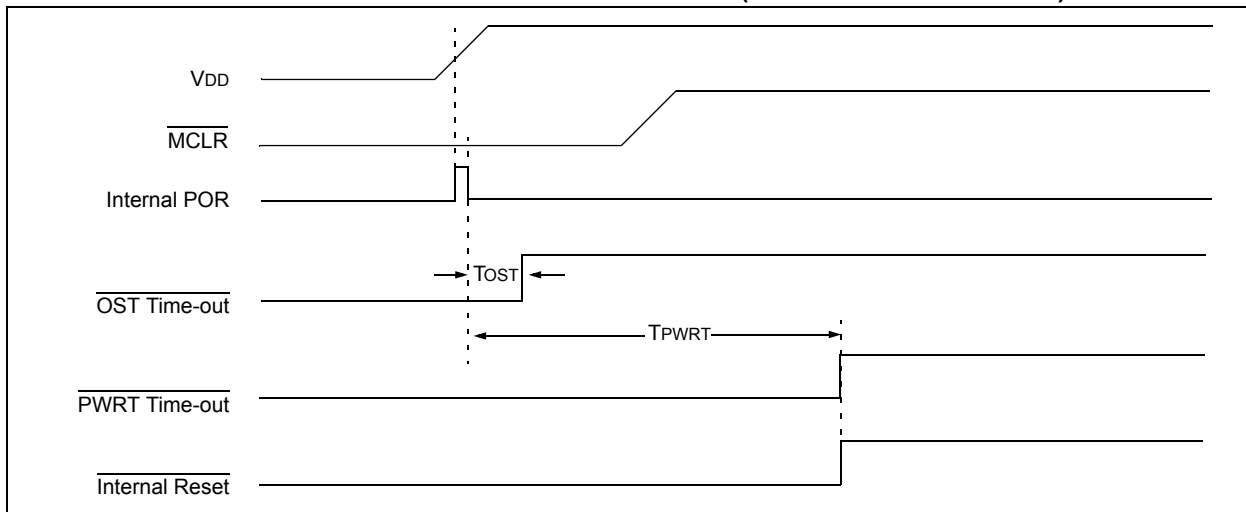 VDD
MCLR
Internal POR
TOST
OST Time-out
TPWRT
PWRT Time-out
Internal Reset